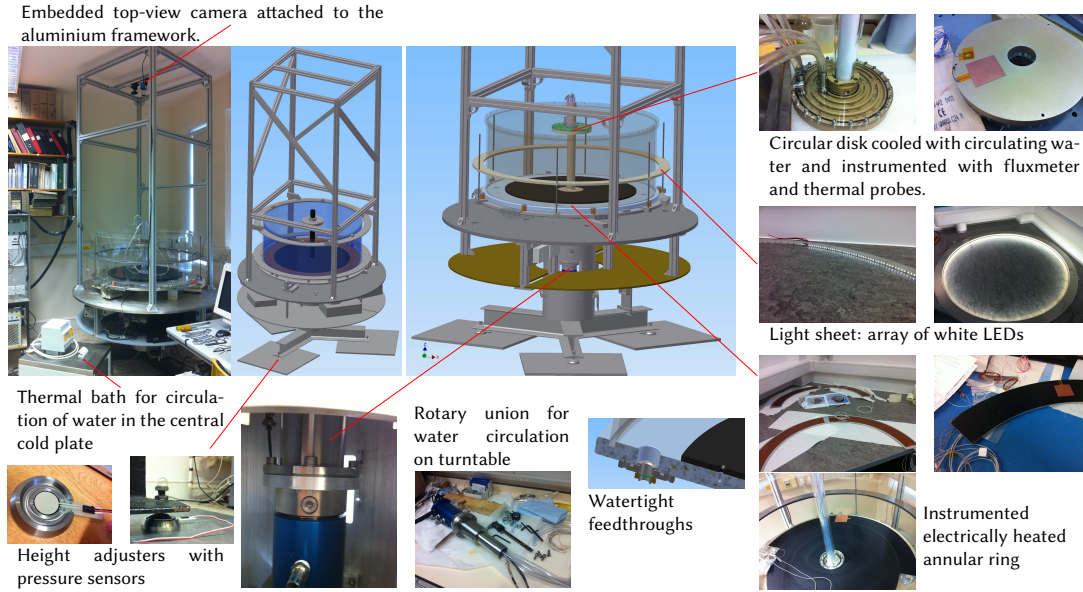 Embedded top-view camera attached to the
aluminium framework.
Circular disk cooled with circulating wa-
ter and instrumented with fluxmeter
and thermal probes.
Light sheet: array of white LEDs
Thermal bath for circula-
tion of water in the central
cold plate
Rotary union for
water circulation
on turntable
Watertight
feedthroughs
Height adjusters with
pressure sensors
Instrumented
electrically heated
annular ring